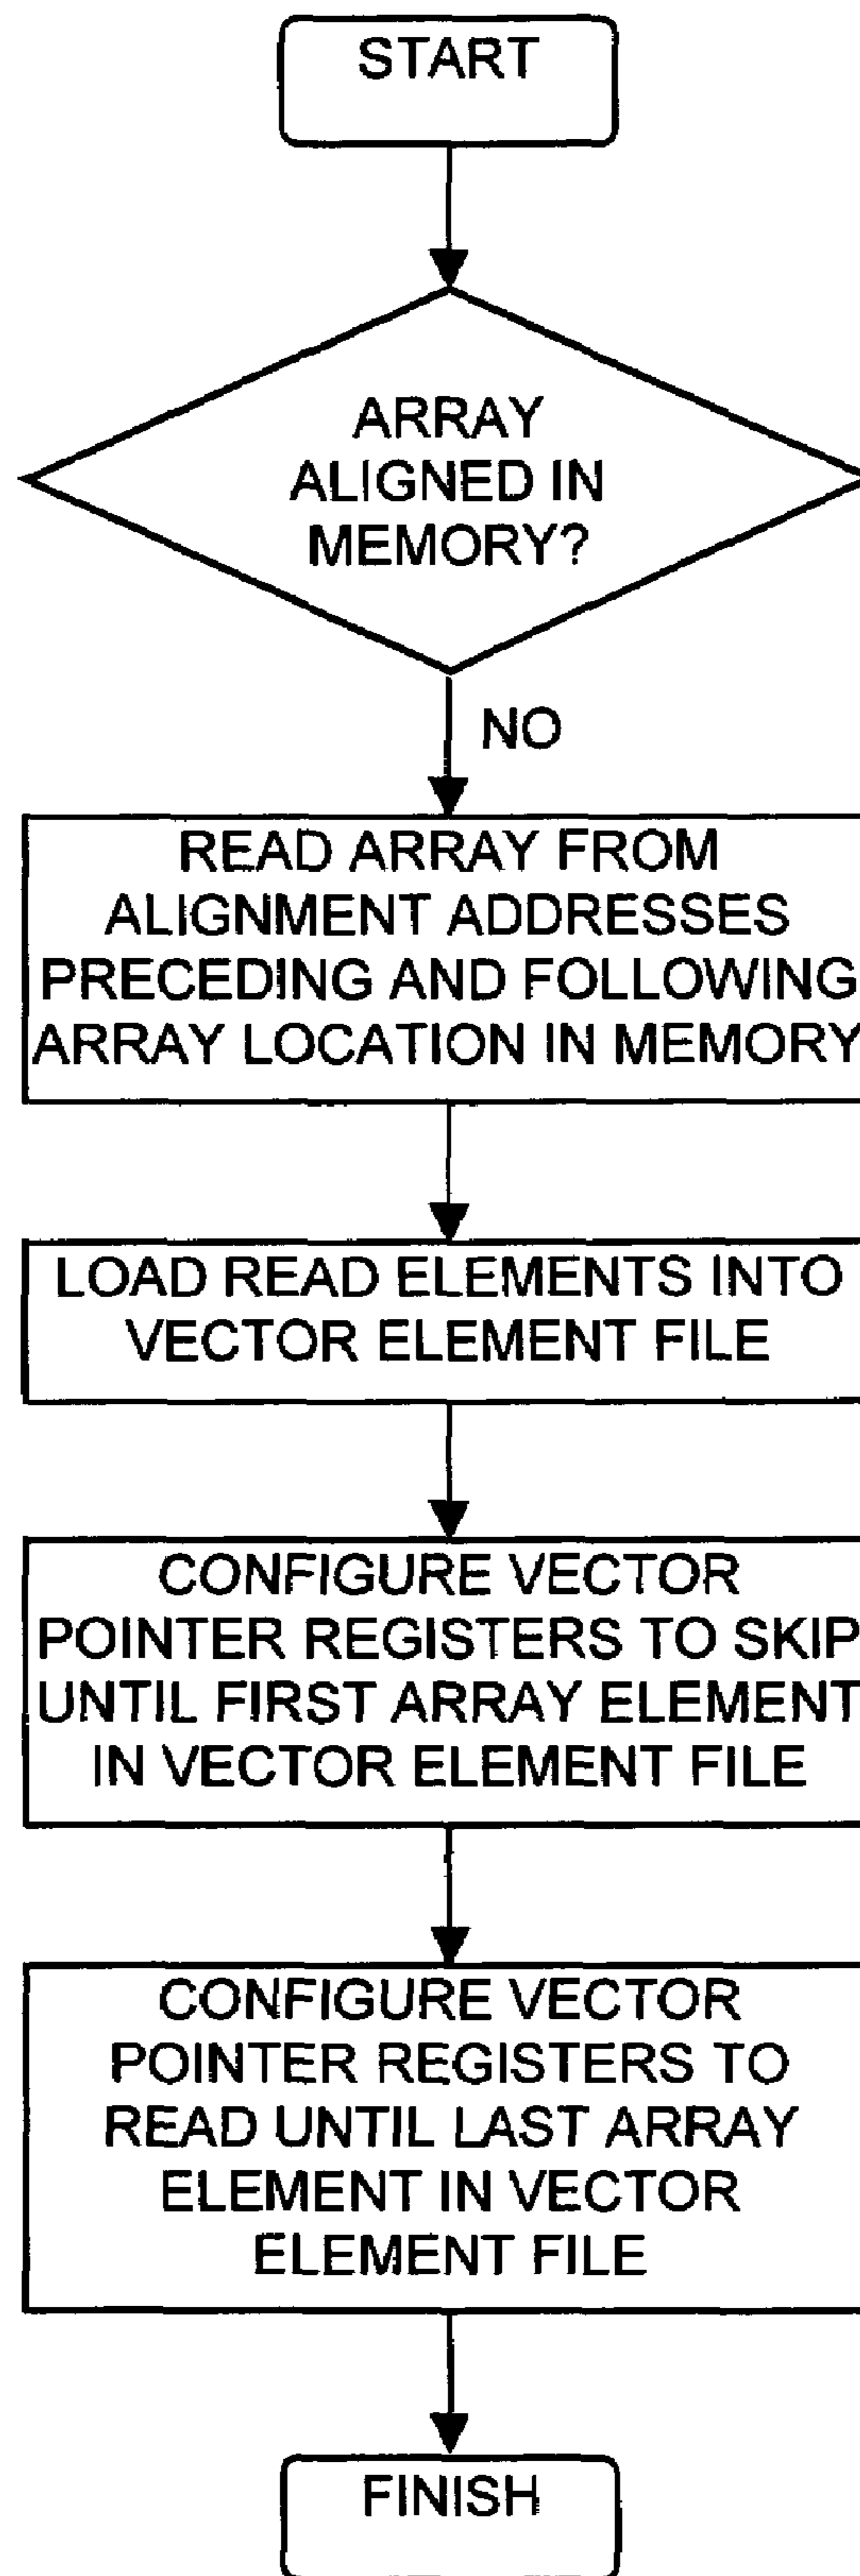 START
ARRAY
ALIGNED IN
MEMORY?
NO
READ ARRAY FROM
ALIGNMENT ADDRESSES
PRECEDING AND FOLLOWING
ARRAY LOCATION IN MEMORY
LOAD READ ELEMENTS INTO
VECTOR ELEMENT FILE
CONFIGURE VECTOR
POINTER REGISTERS TO SKIP
UNTIL FIRST ARRAY ELEMENT
IN VECTOR ELEMENT FILE
CONFIGURE VECTOR
POINTER REGISTERS TO
READ UNTIL LAST ARRAY
ELEMENT IN VECTOR
ELEMENT FILE
FINISH